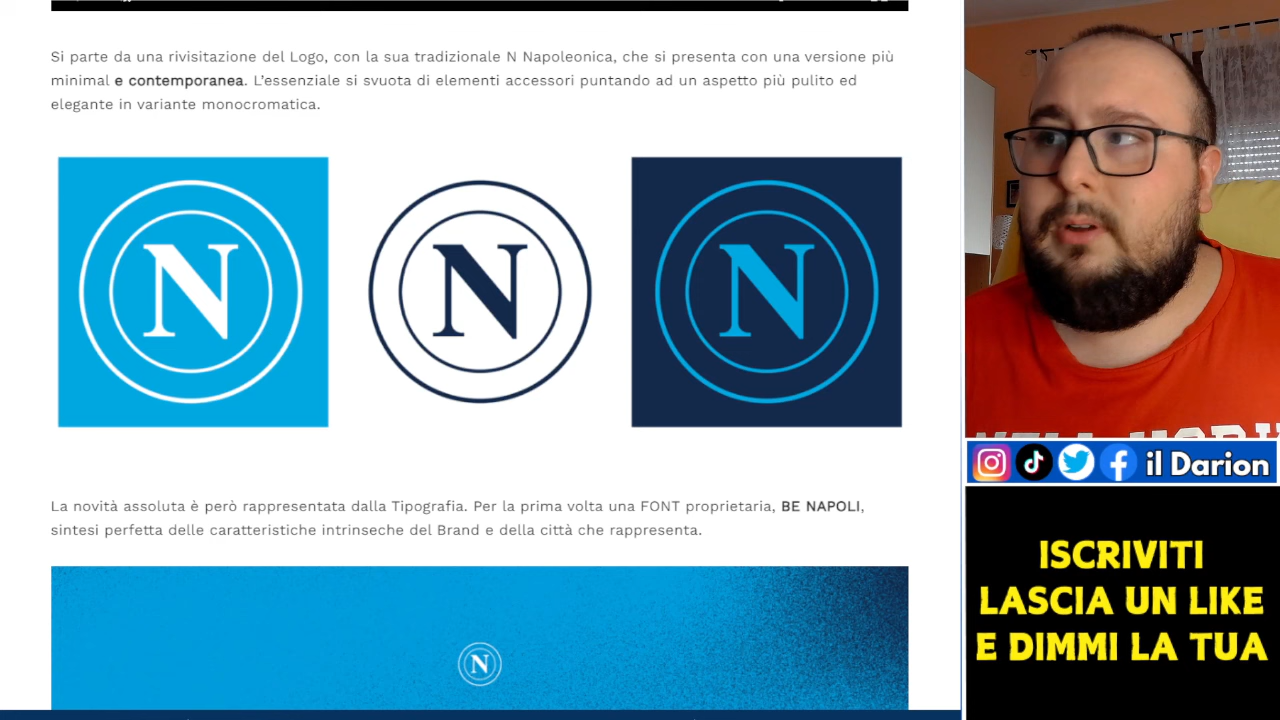 Si parte da una rivisitazione del Logo, con la sua tradizionale N Napoleonica, che si presenta con una versione più
minimal e contemporanea. L'essenziale si svuota di elementi accessori puntando ad un aspetto più pulito ed
elegante in variante monocromatica.
N
N
N
La novità assoluta è però rappresentata dalla Tipografia. Per la prima volta una FONT proprietaria, BE NAPOLI,
sintesi perfetta delle caratteristiche intrinseche del Brand e della città che rappresenta.
N
il Darion
ISCRIVITI
LASCIA UN LIKE
E DIMMI LA TUA